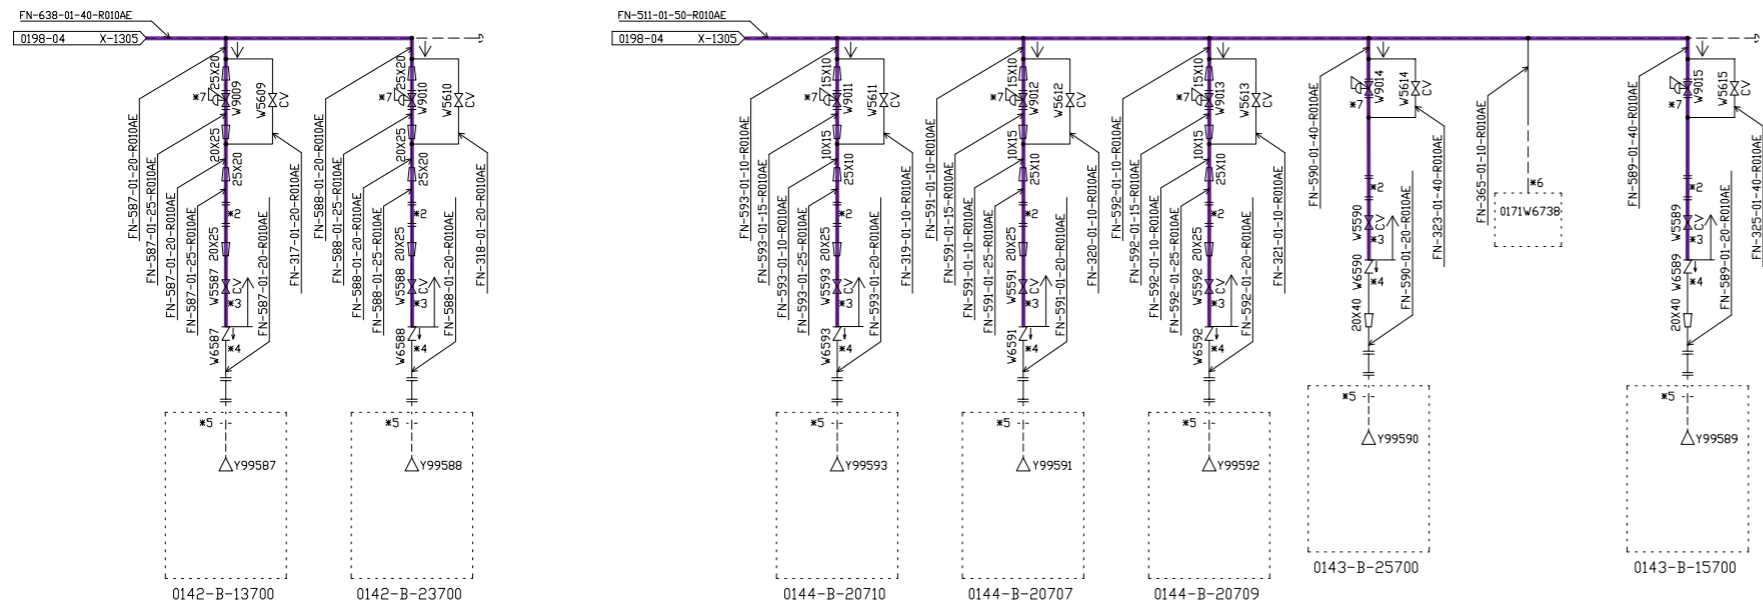 FN-638-01-40-R010AE
0198-04 X-1305
FN-587-01-20-R010AE
FN-587-01-25-R010AE
FN-587-01-20-R010AE
FN-587-01-25-R010AE
25X20
W9009
*7
20X25
25X20
W5609
CV
FN-317-01-20-R010AE
*2
20X25
W5587
CV
*3
W6587
*4
FN-587-01-20-R010AE
*5
Y99587
0142-B-13700
FN-588-01-20-R010AE
FN-588-01-25-R010AE
FN-588-01-20-R010AE
FN-588-01-25-R010AE
25X20
W9010
*7
20X25
25X20
W5610
CV
FN-318-01-20-R010AE
*2
20X25
W5588
CV
*3
W6588
*4
FN-588-01-20-R010AE
*5
Y99588
0142-B-23700
FN-511-01-50-R010AE
0198-04 X-1305
FN-593-01-10-R010AE
FN-593-01-15-R010AE
FN-593-01-10-R010AE
FN-593-01-25-R010AE
15X10
W9011
*7
10X15
25X10
W5611
CV
FN-319-01-10-R010AE
*2
20X25
W5593
CV
*3
W6593
*4
FN-593-01-20-R010AE
*5
Y99593
0144-B-20710
FN-591-01-10-R010AE
FN-591-01-15-R010AE
FN-591-01-10-R010AE
FN-591-01-25-R010AE
15X10
W9012
*7
10X15
25X10
W5612
CV
FN-320-01-10-R010AE
*2
20X25
W5591
CV
*3
W6591
*4
FN-591-01-20-R010AE
*5
Y99591
0144-B-20707
FN-592-01-10-R010AE
FN-592-01-15-R010AE
FN-592-01-10-R010AE
FN-592-01-25-R010AE
15X10
W9013
*7
10X15
25X10
W5613
CV
FN-321-01-10-R010AE
*2
20X25
W5592
CV
*3
W6592
*4
FN-592-01-20-R010AE
*5
Y99592
0144-B-20709
FN-590-01-40-R010AE
W9014
*7
W5614
CV
FN-323-01-40-R010AE
*2
W5590
CV
*3
W6590
*4
20X40
FN-590-01-20-R010AE
*5
Y99590
0143-B-25700
FN-365-01-10-R010AE
*6
0171W6738
FN-589-01-40-R010AE
W9015
*7
W5615
CV
FN-325-01-40-R010AE
*2
W5589
CV
*3
W6589
*4
20X40
FN-589-01-20-R010AE
*5
Y99589
0143-B-15700